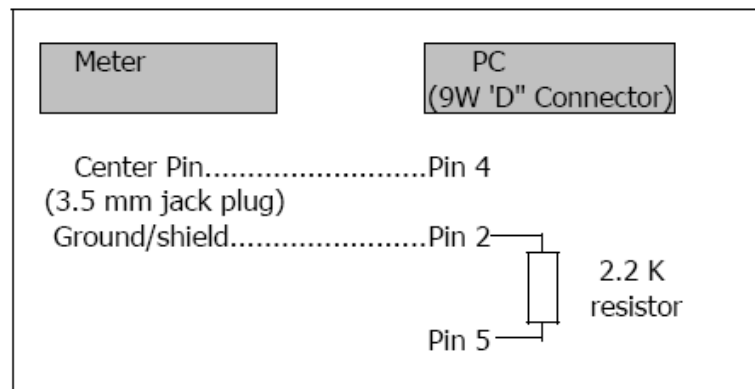 Meter
PC
(9W 'D" Connector)
Center Pin..........................Pin 4
(3.5 mm jack plug)
Ground/shield.......................Pin 2
2.2 K
resistor
Pin 5